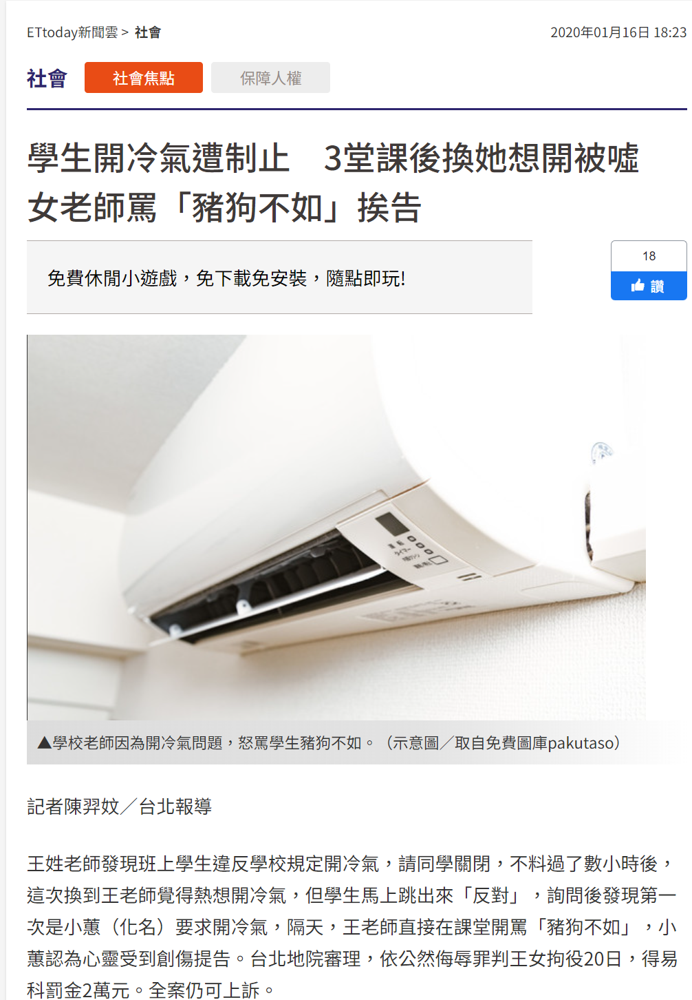 ETtoday新聞雲 > 社會
2020年01月16日 18:23
社會 社會焦點 保障人權
學生開冷氣遭制止　3堂課後換她想開被噓
女老師罵「豬狗不如」挨告
免費休閒小遊戲，免下載免安裝，隨點即玩!
18
讚
▲學校老師因為開冷氣問題，怒罵學生豬狗不如。（示意圖／取自免費圖庫pakutaso）
記者陳羿妏／台北報導
王姓老師發現班上學生違反學校規定開冷氣，請同學關閉，不料過了數小時後，
這次換到王老師覺得熱想開冷氣，但學生馬上跳出來「反對」，詢問後發現第一
次是小蕙（化名）要求開冷氣，隔天，王老師直接在課堂開罵「豬狗不如」，小
蕙認為心靈受到創傷提告。台北地院審理，依公然侮辱罪判王女拘役20日，得易
科罰金2萬元。全案仍可上訴。